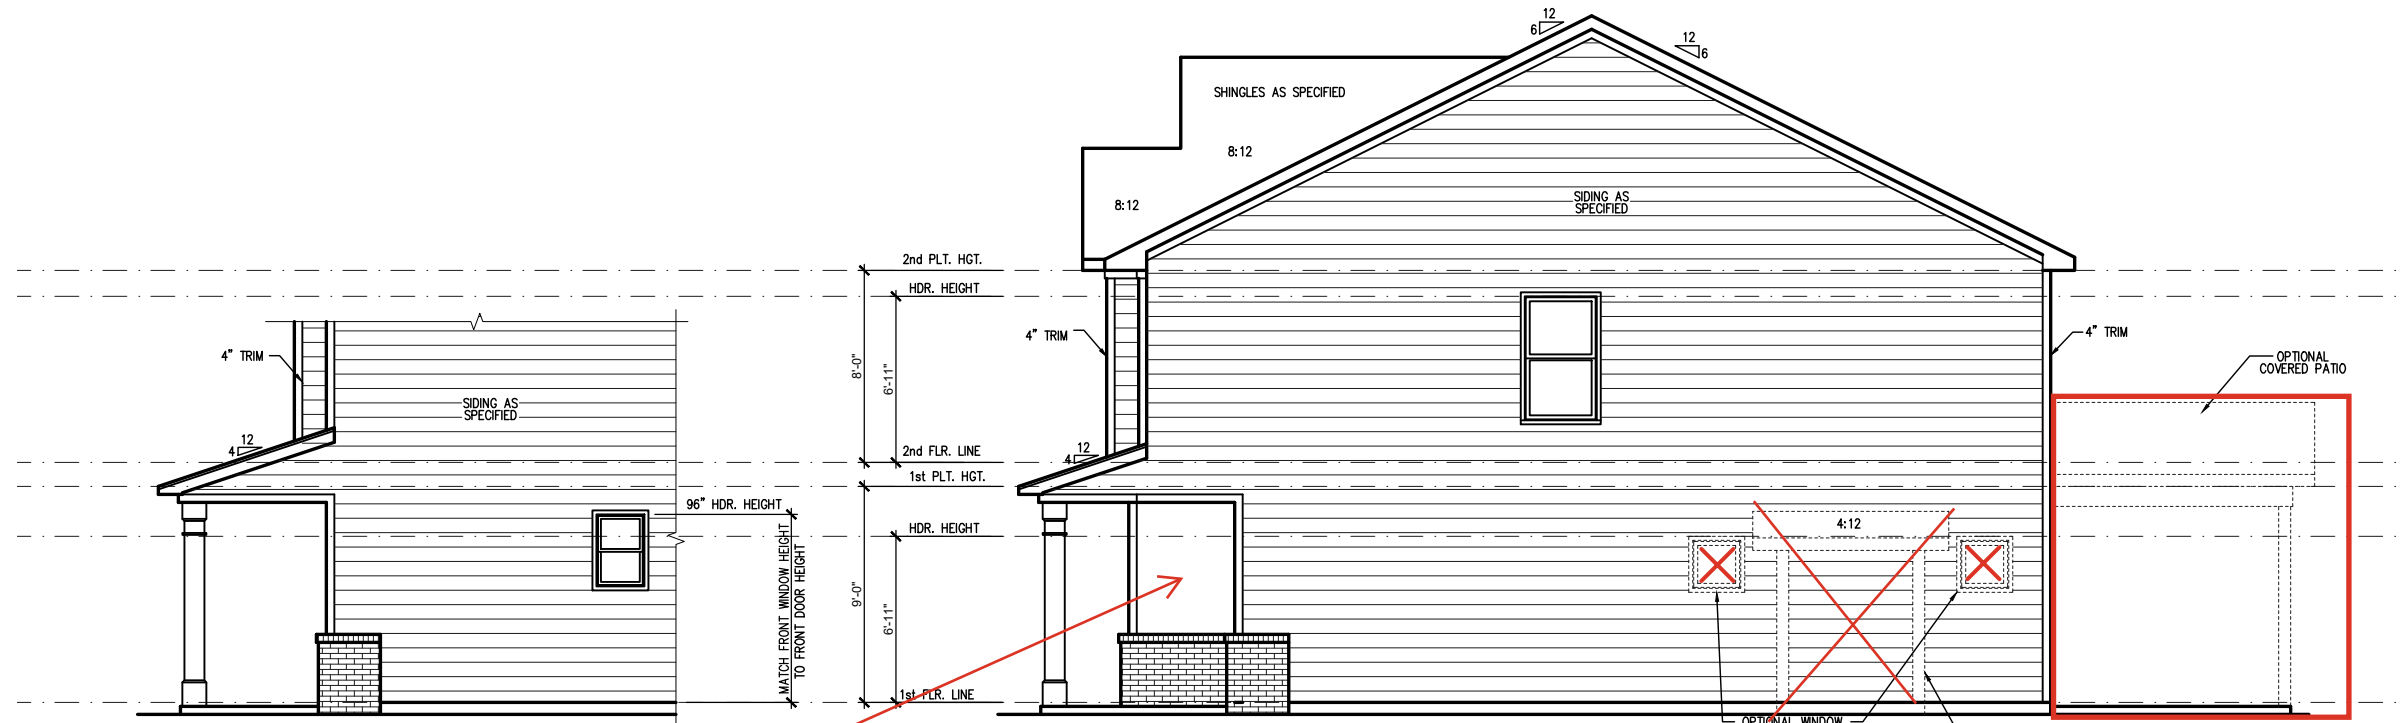 12
6
12
6
SHINGLES AS SPECIFIED
8:12
8:12
SIDING AS
SPECIFIED
2nd PLT. HGT.
HDR. HEIGHT
4" TRIM
4" TRIM
4" TRIM
8'-0"
6'-11"
OPTIONAL
COVERED PATIO
SIDING AS
SPECIFIED
12
4
12
4
2nd FLR. LINE
1st PLT. HGT.
96" HDR. HEIGHT
HDR. HEIGHT
4:12
MATCH FRONT WINDOW HEIGHT
TO FRONT DOOR HEIGHT
9'-0"
6'-11"
1st FLR. LINE
OPTIONAL WINDOW